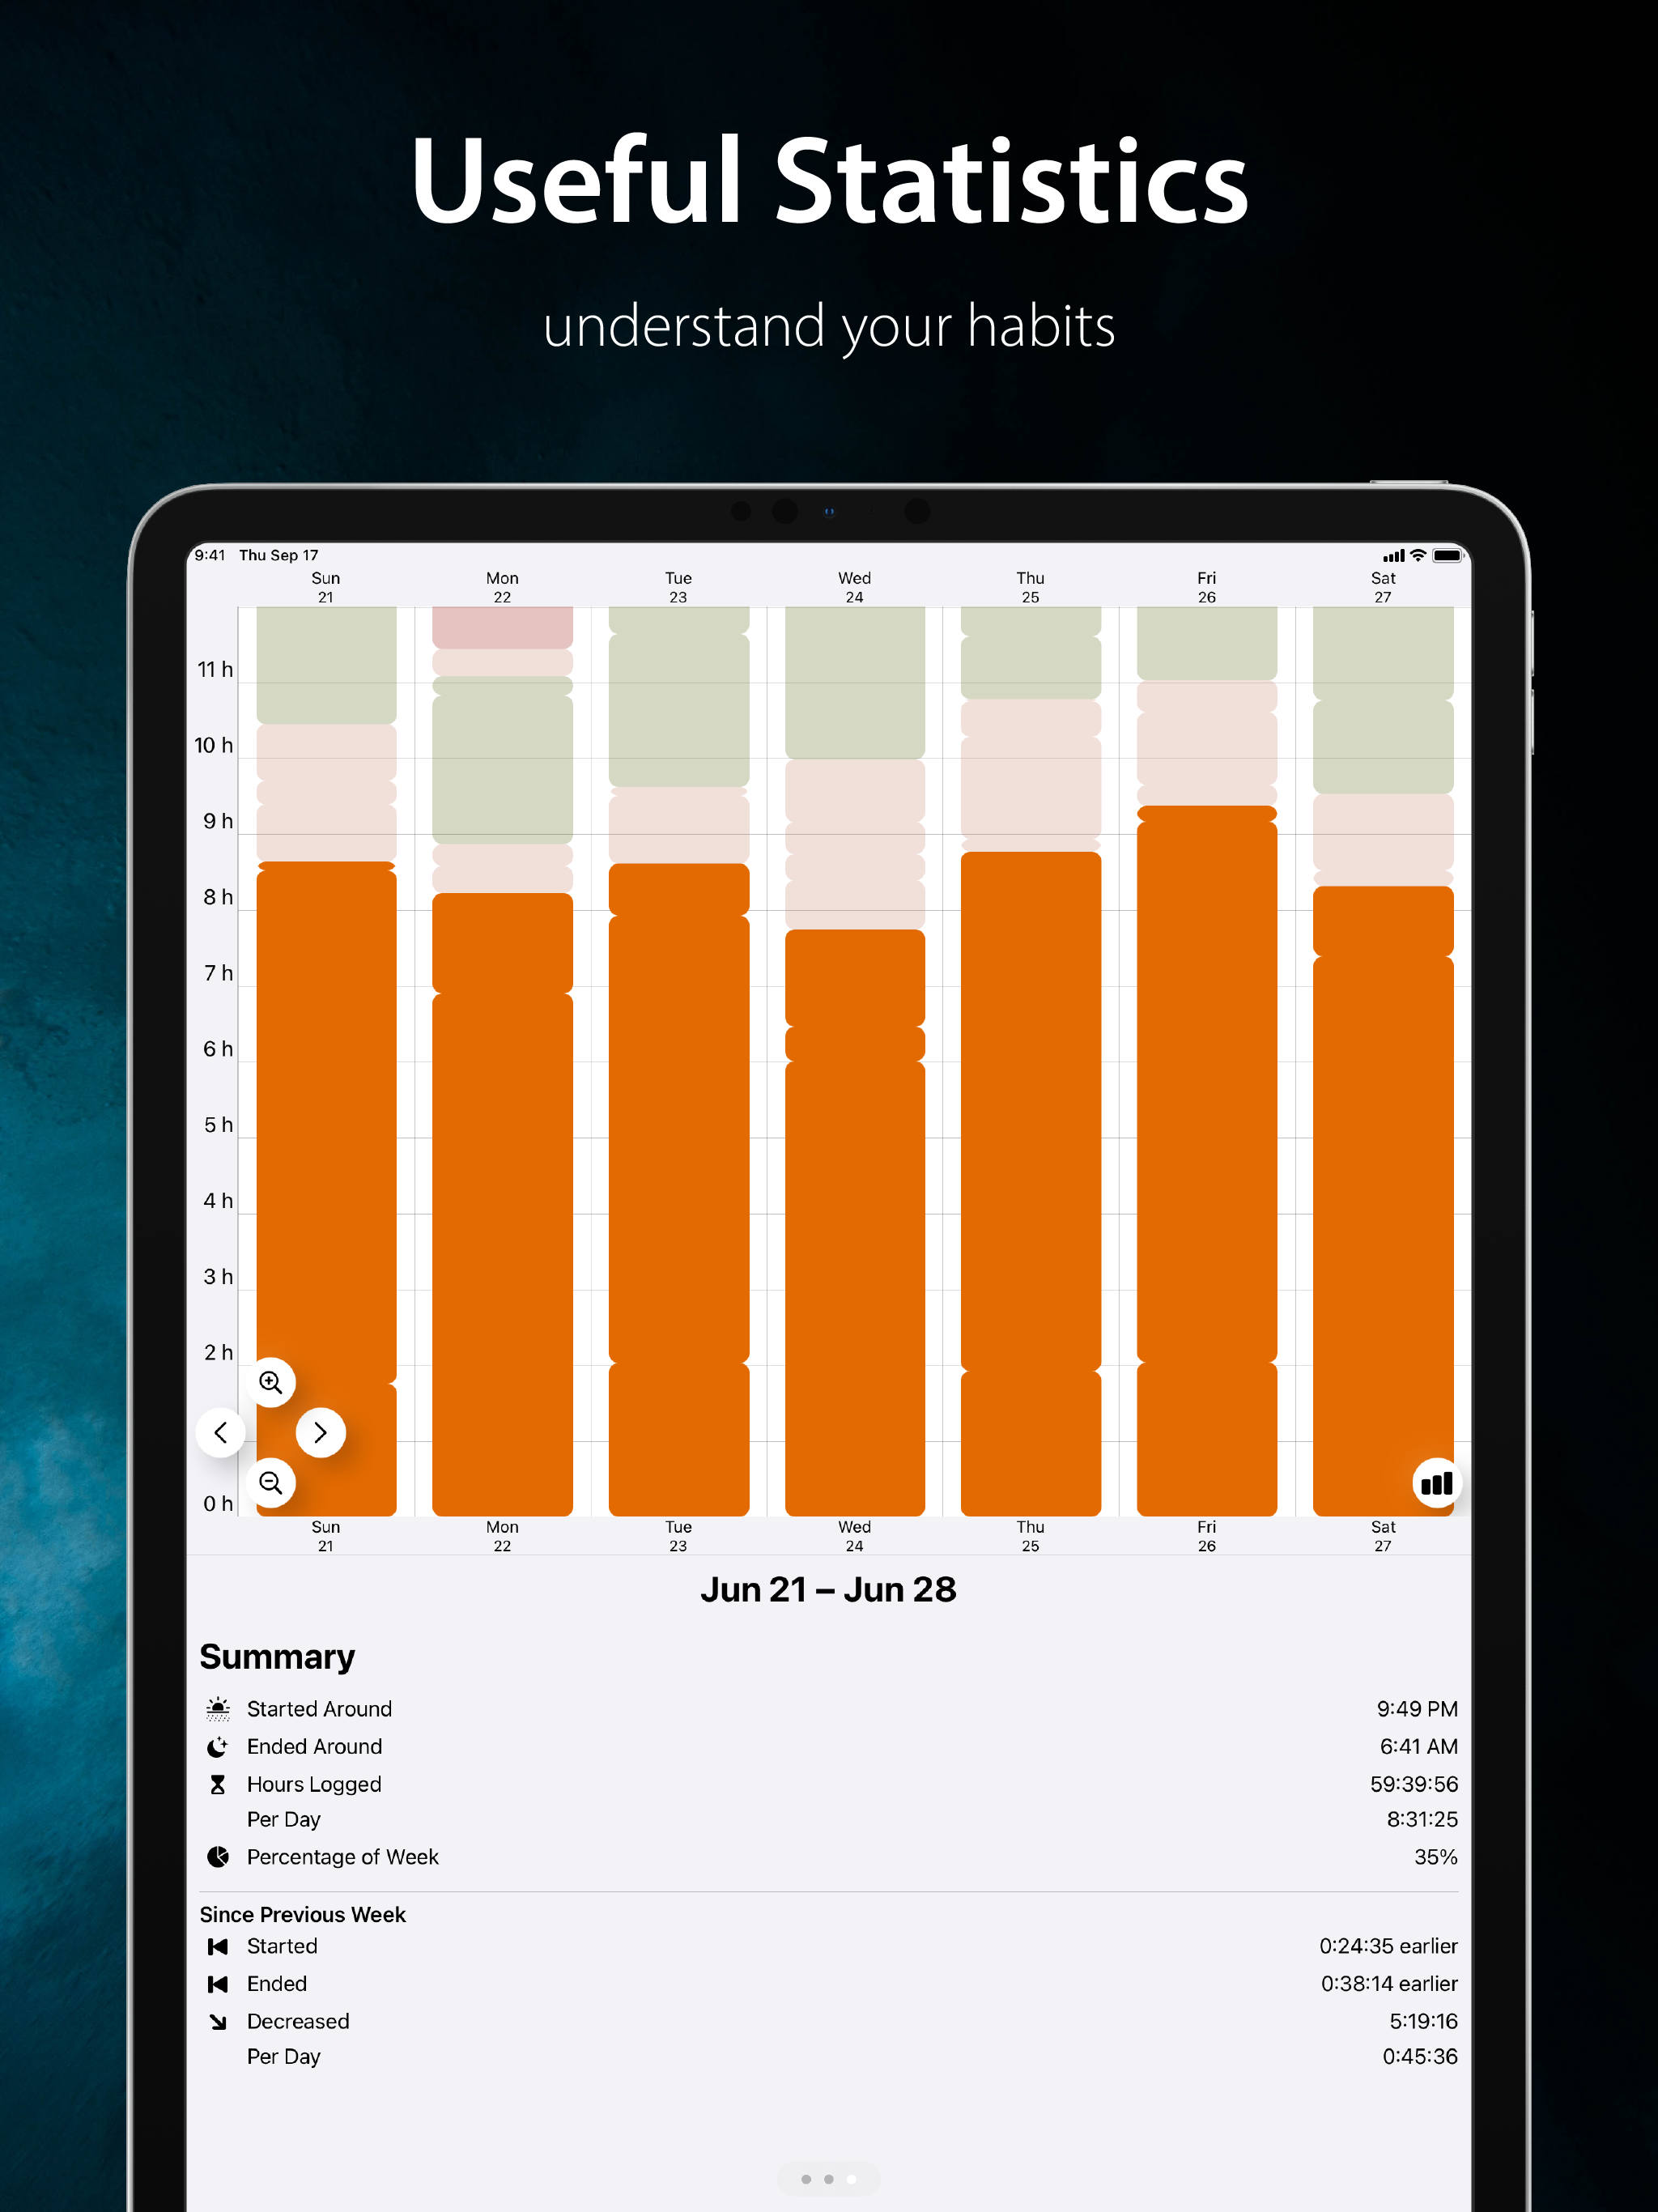 Useful Statistics
understand your habits
9:41 Thu Sep 17
Sun Mon Tue Wed Thu Fri Sat
21 22 23 24 25 26 27
11 h
10 h
9 h
8 h
7 h
6 h
5 h
4 h
3 h
2 h
0 h
Sun Mon Tue Wed Thu Fri Sat
21 22 23 24 25 26 27
Jun 21 – Jun 28
Summary
Started Around 9:49 PM
Ended Around 6:41 AM
Hours Logged 59:39:56
Per Day 8:31:25
Percentage of Week 35%
Since Previous Week
Started 0:24:35 earlier
Ended 0:38:14 earlier
Decreased 5:19:16
Per Day 0:45:36